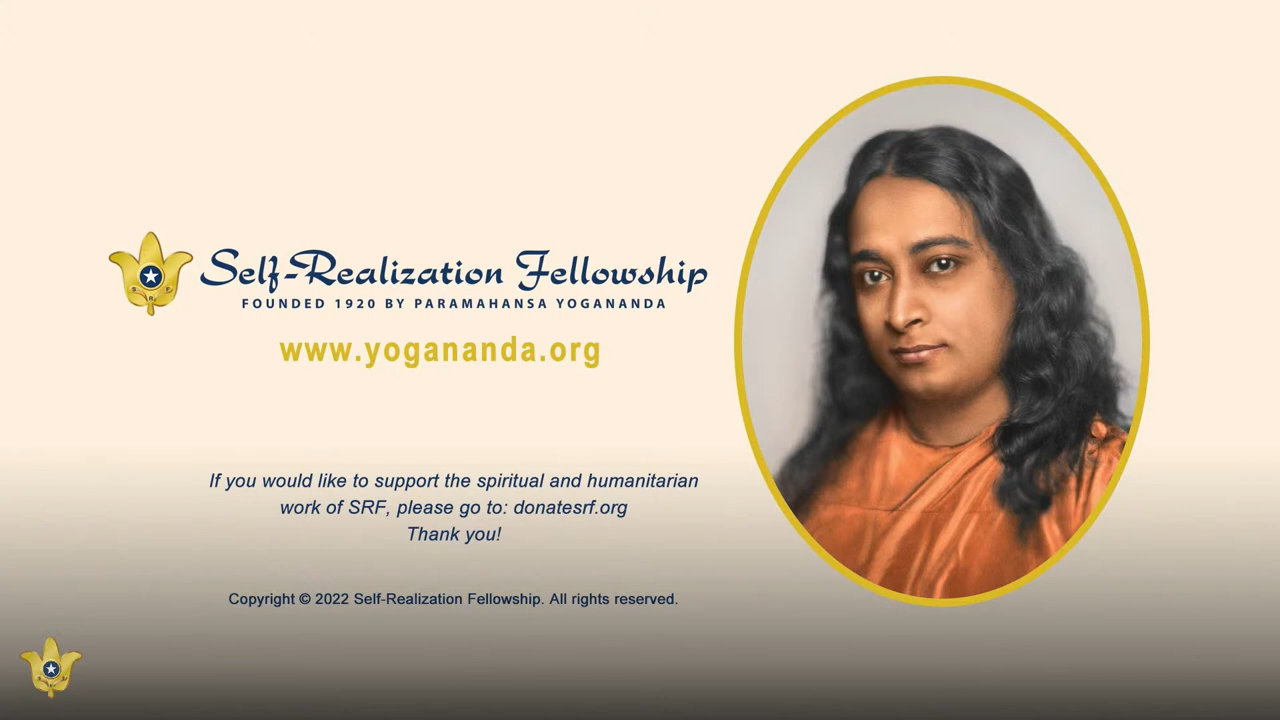 Self-Realization Fellowship
FOUNDED 1920 BY PARAMAHANSA YOGANANDA
www.yogananda.org
If you would like to support the spiritual and humanitarian
work of SRF, please go to: donatesrf.org
Thank you!
Copyright © 2022 Self-Realization Fellowship. All rights reserved.